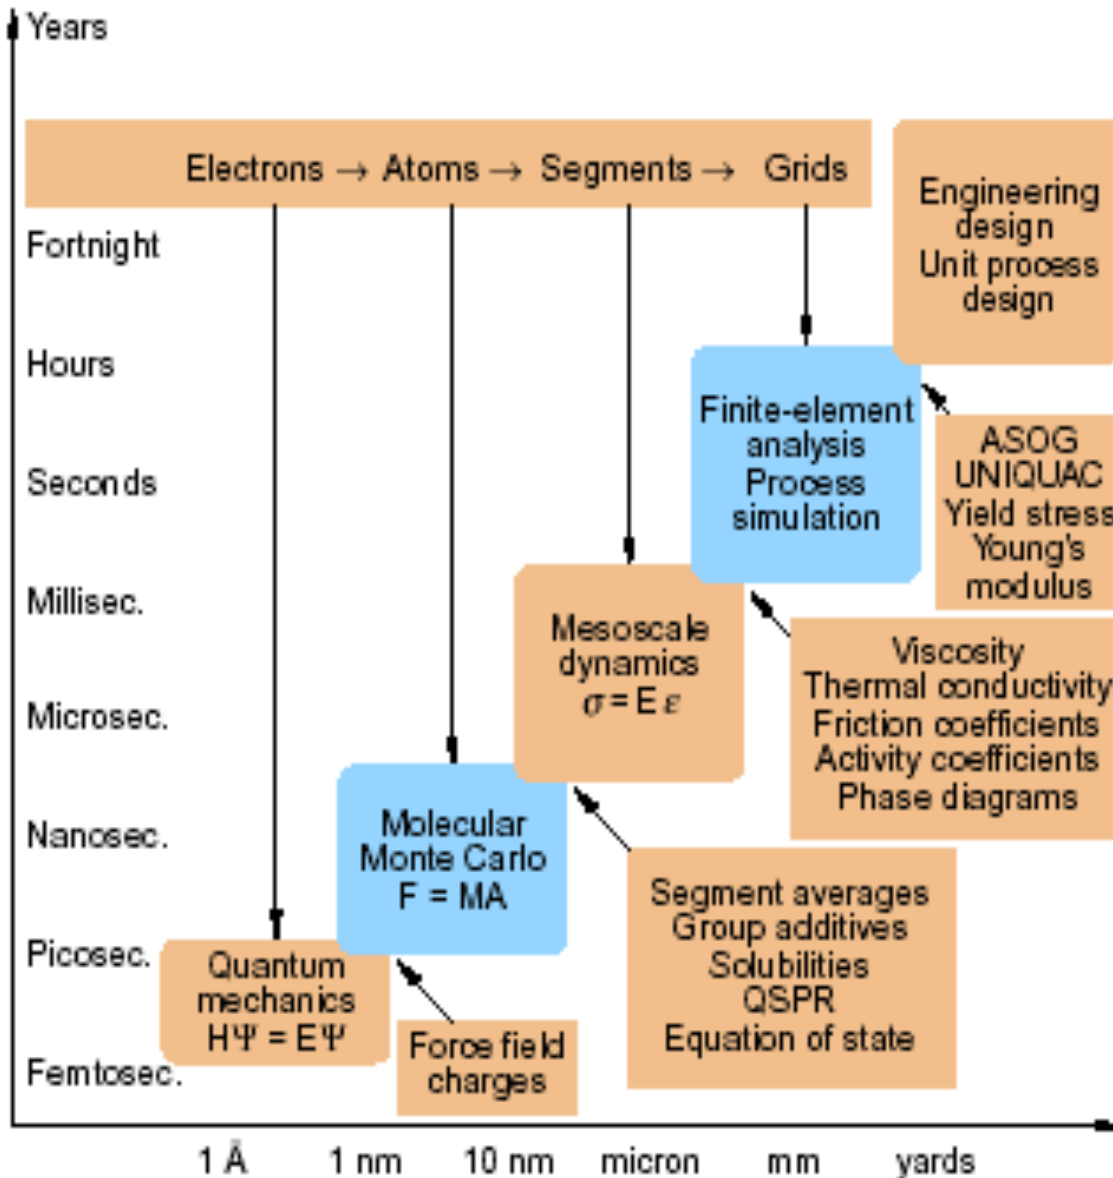 Years
Electrons → Atoms → Segments → Grids
Engineering
design
Unit process
design
Fortnight
Hours
Finite-element
analysis
Process
simulation
ASOG
UNIQUAC
Yield stress
Young's
modulus
Seconds
Millisec.
Mesoscale
dynamics
σ = E ε
Viscosity
Thermal conductivity
Friction coefficients
Activity coefficients
Phase diagrams
Microsec.
Molecular
Monte Carlo
F = MA
Nanosec.
Segment averages
Group additives
Solubilities
QSPR
Equation of state
Picosec.
Quantum
mechanics
HΨ = EΨ
Force field
charges
Femtosec.
1 Å 1 nm 10 nm micron mm yards